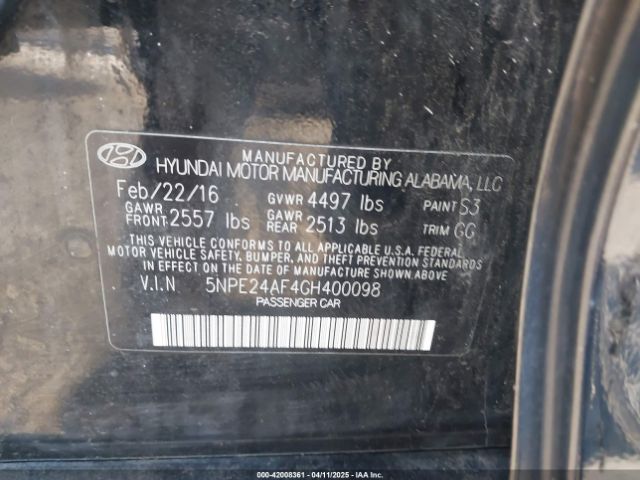 MANUFACTURED BY
HYUNDAI MOTOR MANUFACTURING ALABAMA, LLC
Feb/22/16 GVWR 4497 lbs PAINT S3
GAWR FRONT 2557 lbs GAWR REAR 2513 lbs TRIM GG
THIS VEHICLE CONFORMS TO ALL APPLICABLE U.S.A. FEDERAL
MOTOR VEHICLE SAFETY, BUMPER, AND THEFT PREVENTION STANDARDS
IN EFFECT ON THE DATE OF MANUFACTURE SHOWN ABOVE.
V.I.N 5NPE24AF4GH400098
PASSENGER CAR
000-42008361 - 04/11/2025 - IAA Inc.